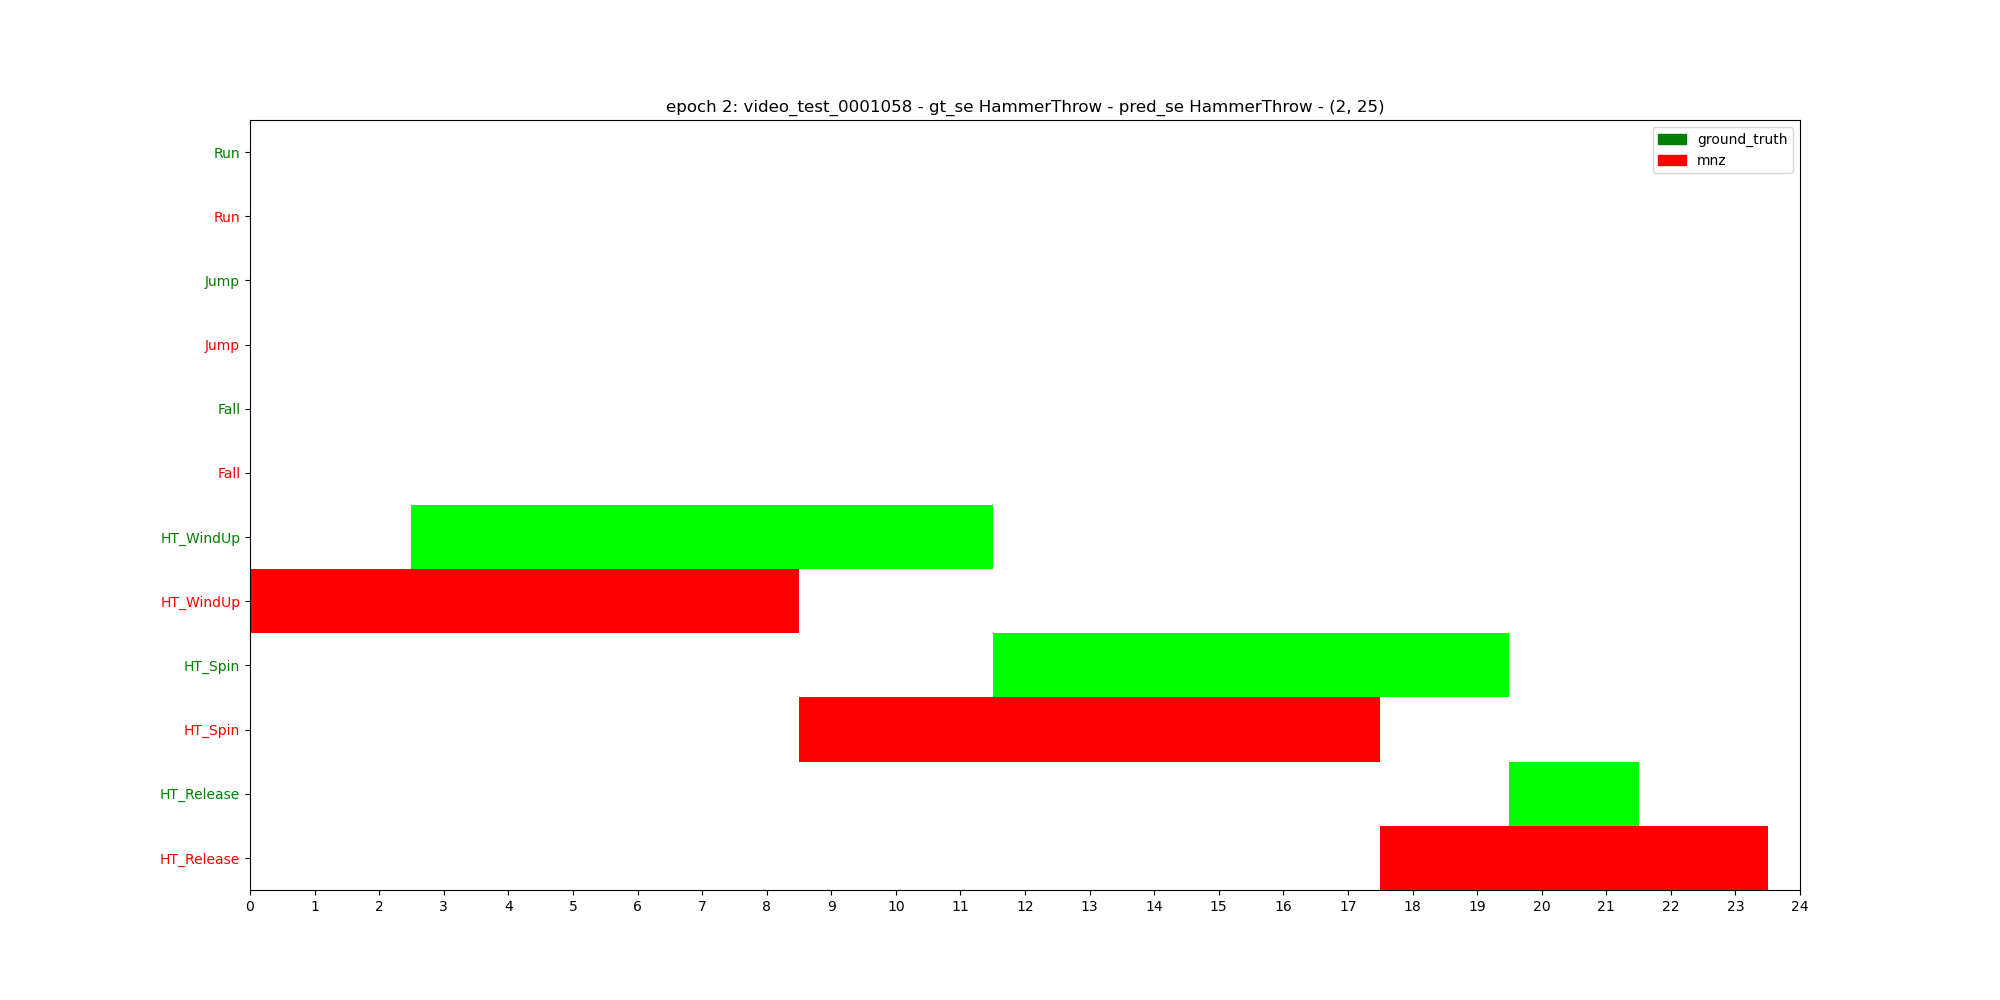 epoch 2: video_test_0001058 - gt_se HammerThrow - pred_se HammerThrow - (2, 25)
ground_truth
mnz
Run
Run
Jump
Jump
Fall
Fall
HT_WindUp
HT_WindUp
HT_Spin
HT_Spin
HT_Release
HT_Release
0 1 2 3 4 5 6 7 8 9 10 11 12 13 14 15 16 17 18 19 20 21 22 23 24